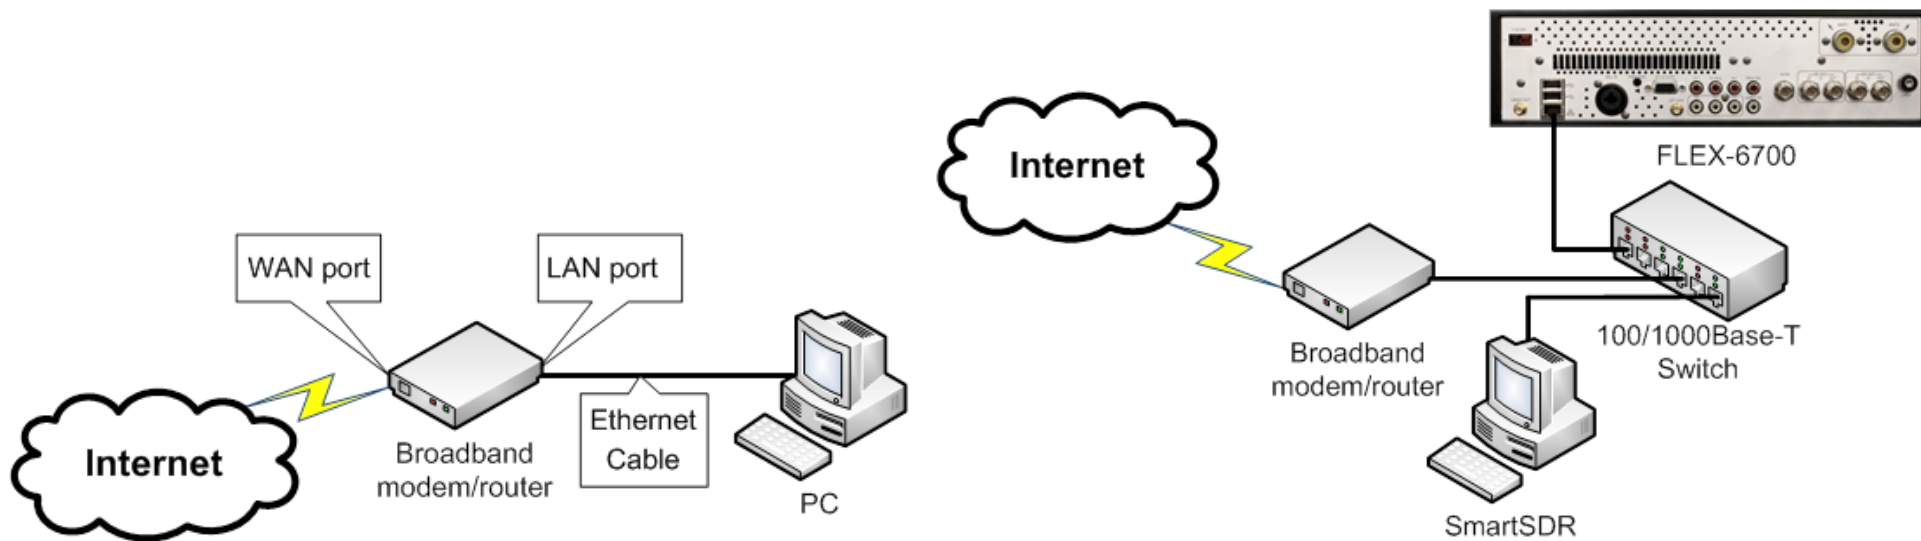 WAN port
LAN port
Internet
Broadband
modem/router
Ethernet
Cable
PC
Internet
FLEX-6700
Broadband
modem/router
100/1000Base-T
Switch
SmartSDR